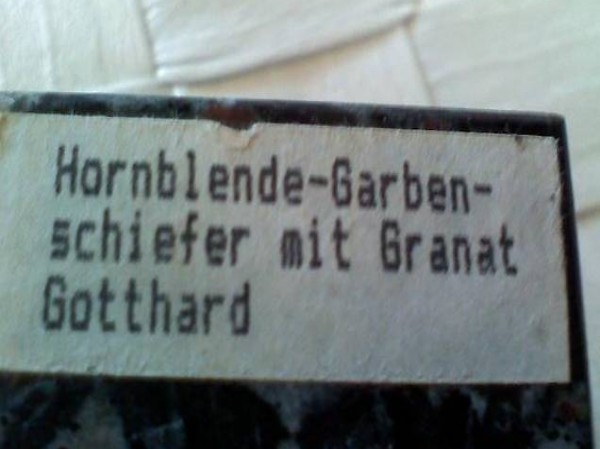 Hornblende-Garben-
schiefer mit Granat
Gotthard